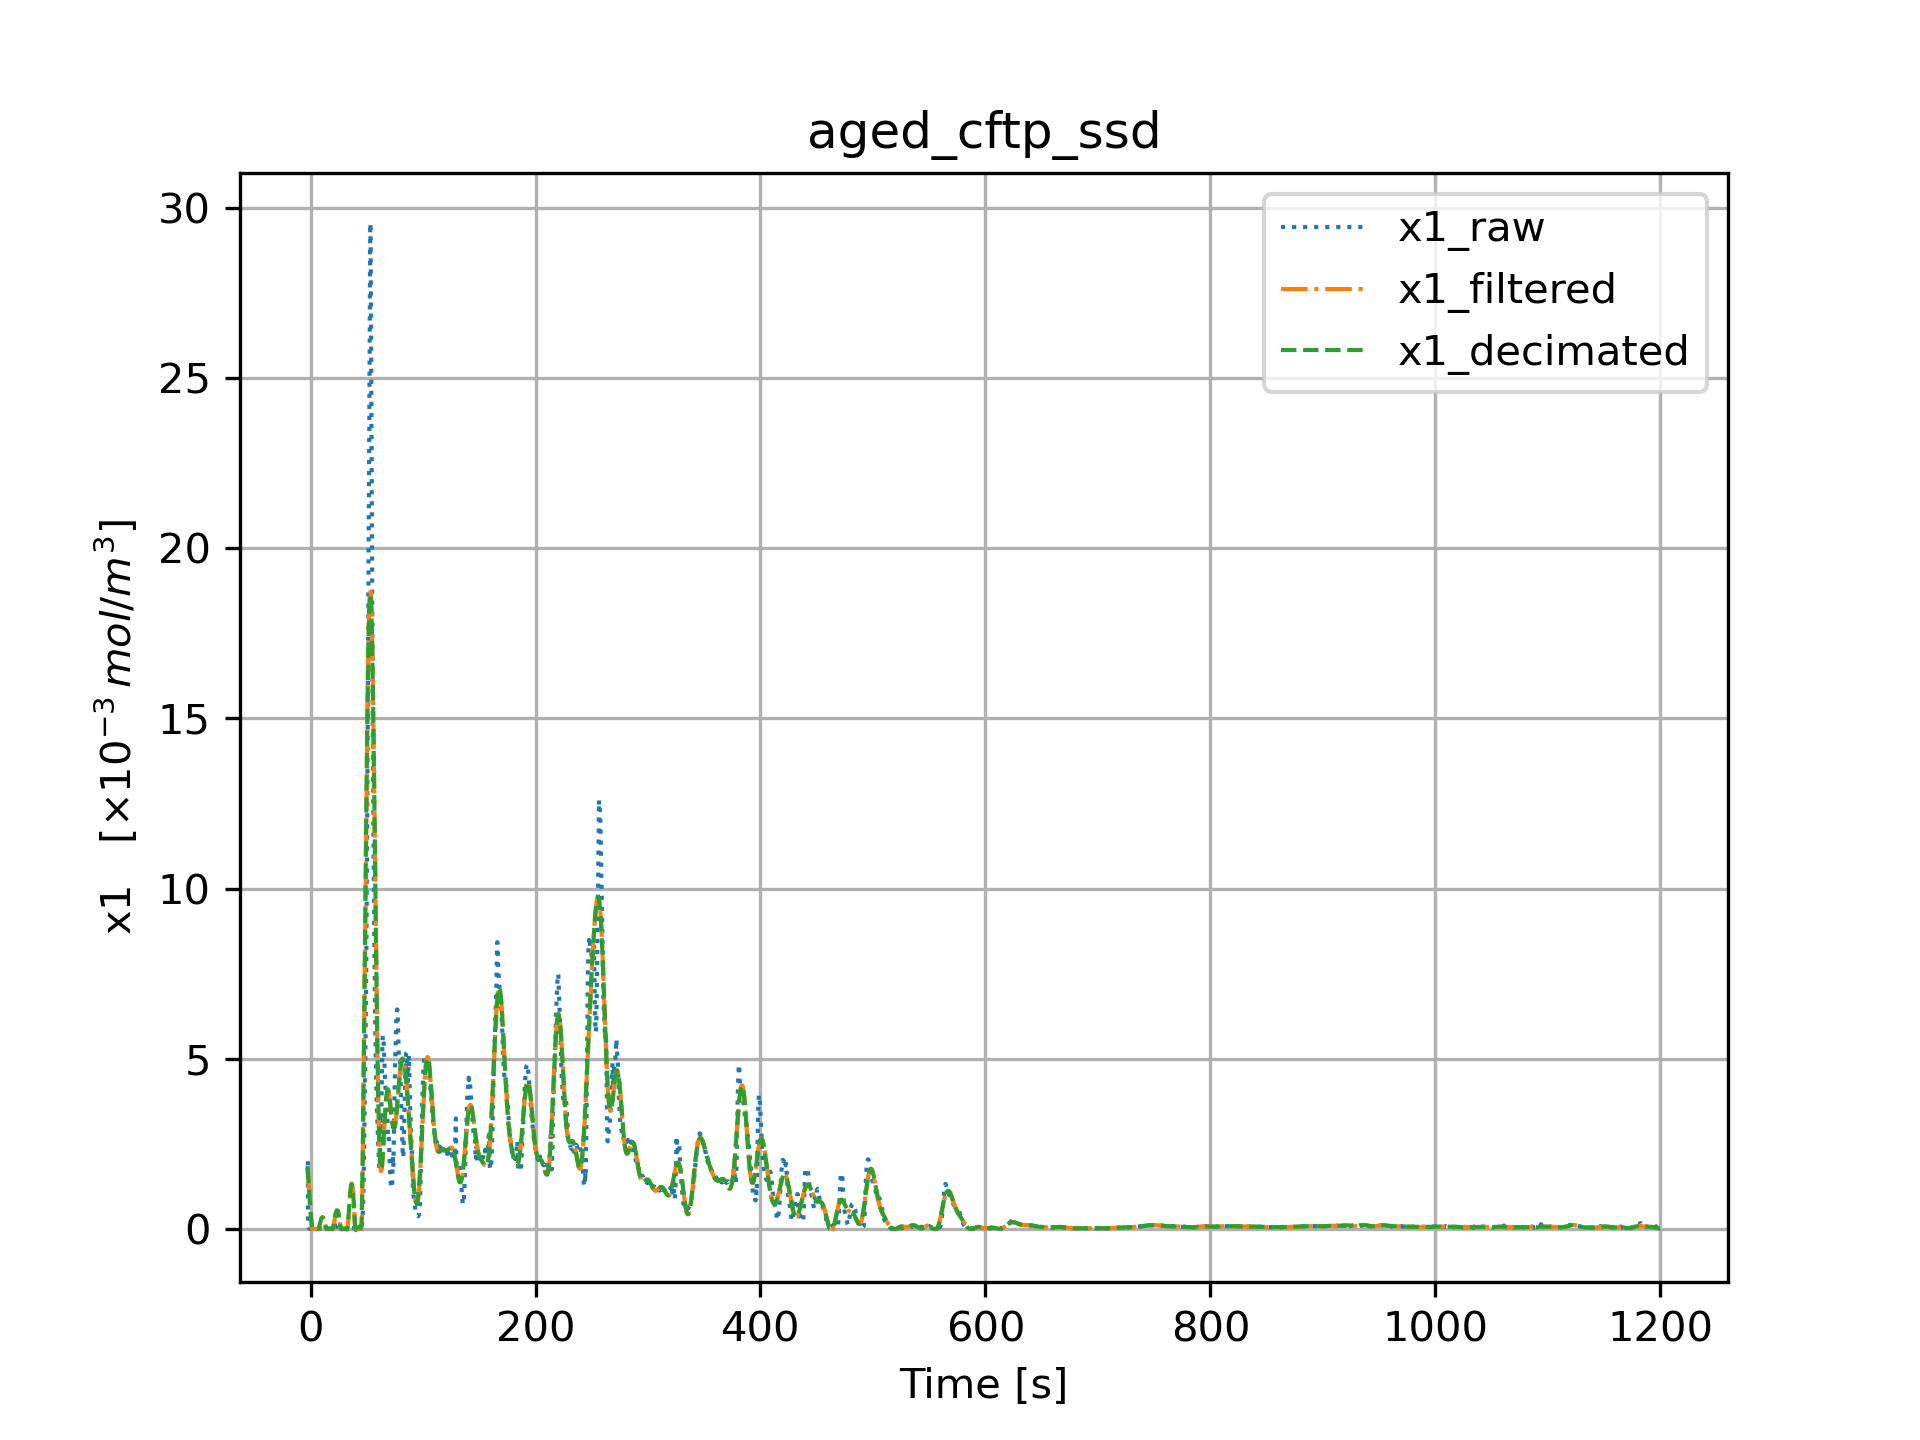 aged_cftp_ssd
x1_raw
x1_filtered
x1_decimated
30
25
20
15
10
5
0
x1 [×10⁻³ mol/m³]
0 200 400 600 800 1000 1200
Time [s]